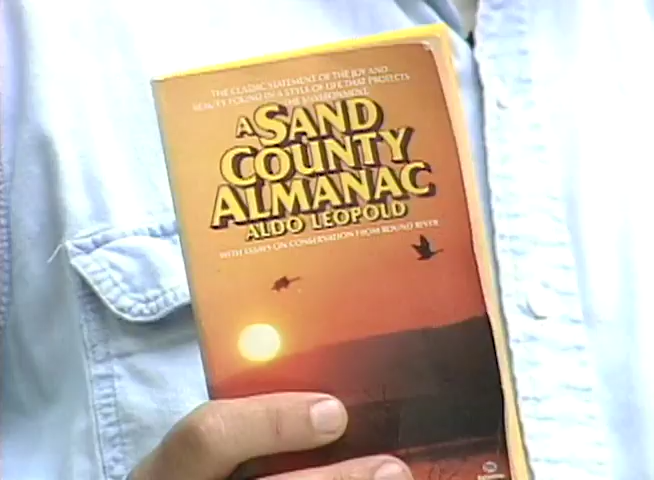 THE CLASSIC STATEMENT OF THE JOY AND
BEAUTY FOUND IN A STYLE OF LIFE THAT PROTECTS
THE ENVIRONMENT
A SAND
COUNTY
ALMANAC
ALDO LEOPOLD
WITH ESSAYS ON CONSERVATION FROM ROUND RIVER